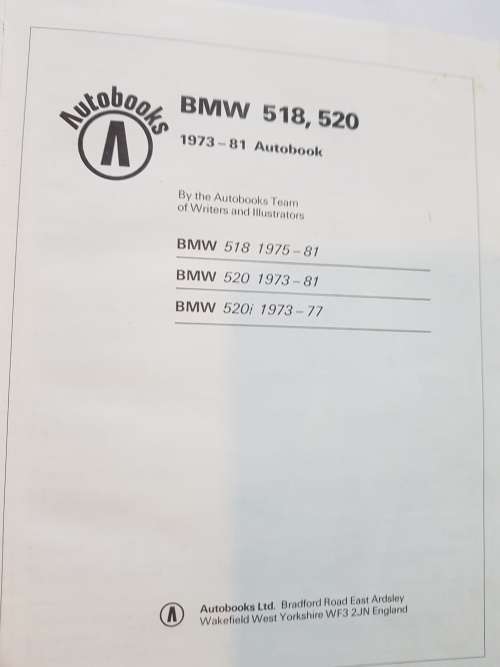 Autobooks
BMW 518, 520
1973-81 Autobook
By the Autobooks Team
of Writers and Illustrators
BMW 518 1975-81
BMW 520 1973-81
BMW 520i 1973-77
Autobooks Ltd. Bradford Road East Ardsley
Wakefield West Yorkshire WF3 2JN England